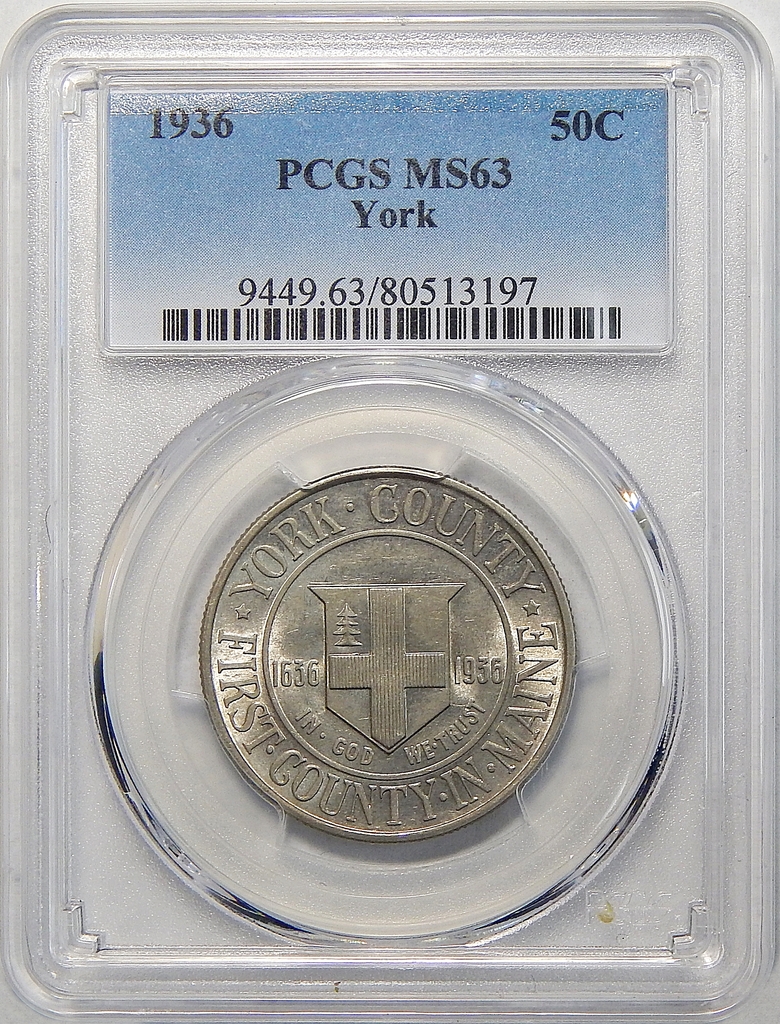 1936 50C
PCGS MS63
York
9449.63/80513197
YORK · COUNTY
FIRST · COUNTY · IN · MAINE
1636 1936
IN · GOD WE · TRUST